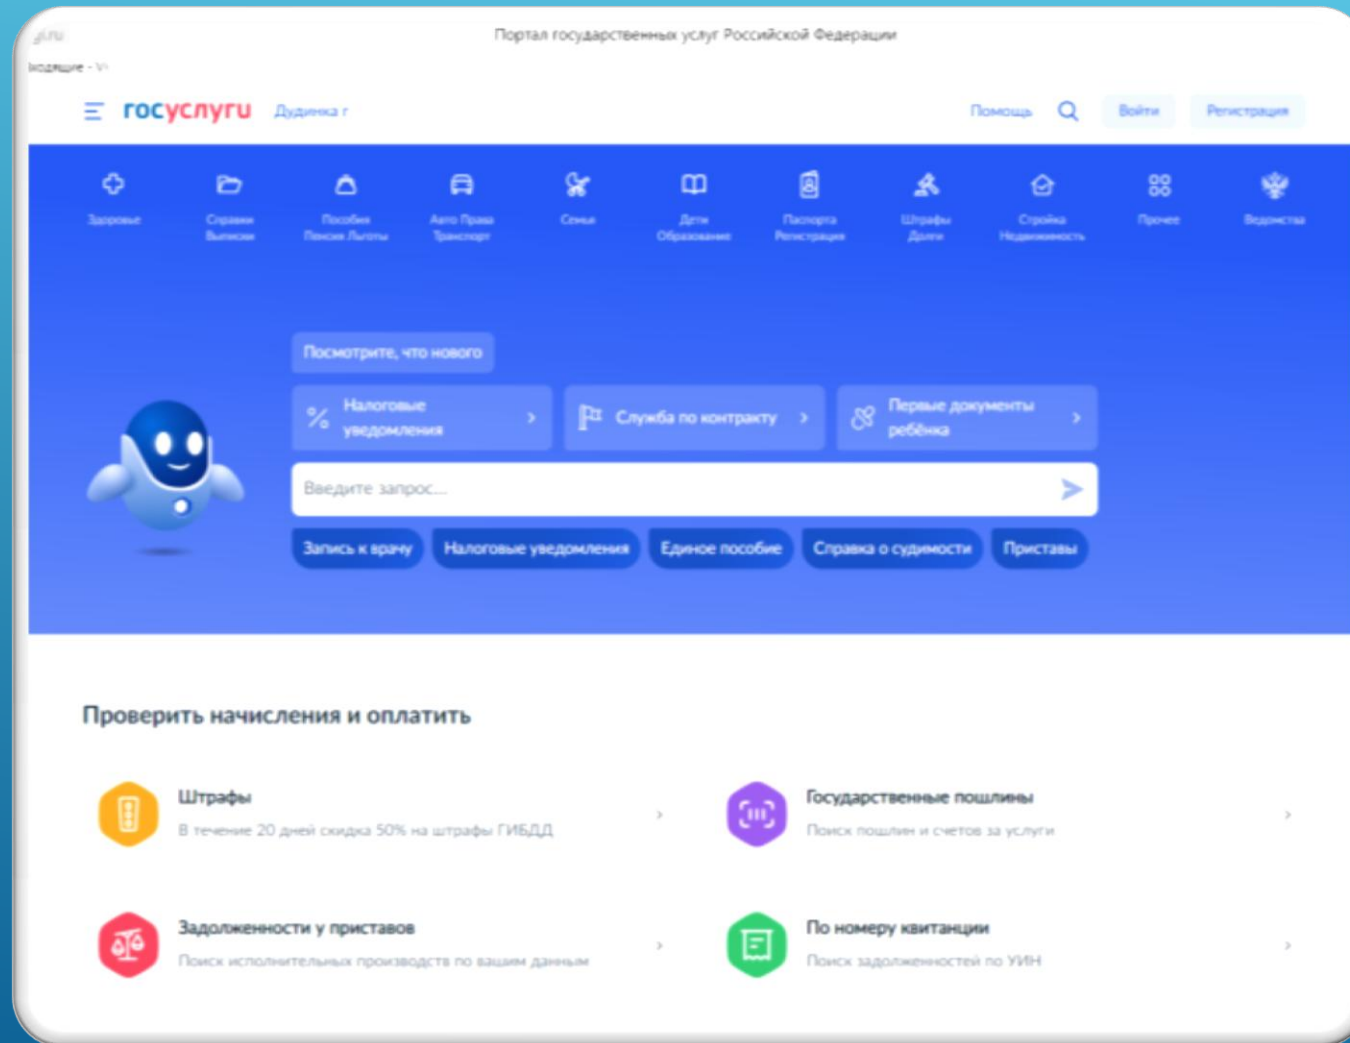 Портал государственных услуг Российской Федерации
госуслуги Дудинка г Помощь Войти Регистрация
Здоровье
Справки
Выписки
Пособия
Пенсия Льготы
Авто Права
Транспорт
Семья
Дети
Образование
Паспорта
Регистрация
Штрафы
Долги
Стройка
Недвижимость
Прочее
Ведомства
Посмотрите, что нового
Налоговые
уведомления
Служба по контракту
Первые документы
ребёнка
Введите запрос...
Запись к врачу Налоговые уведомления Единое пособие Справка о судимости Приставы
Проверить начисления и оплатить
Штрафы
В течение 20 дней скидка 50% на штрафы ГИБДД
Государственные пошлины
Поиск пошлин и счетов за услуги
Задолженности у приставов
Поиск исполнительных производств по вашим данным
По номеру квитанции
Поиск задолженностей по УИН